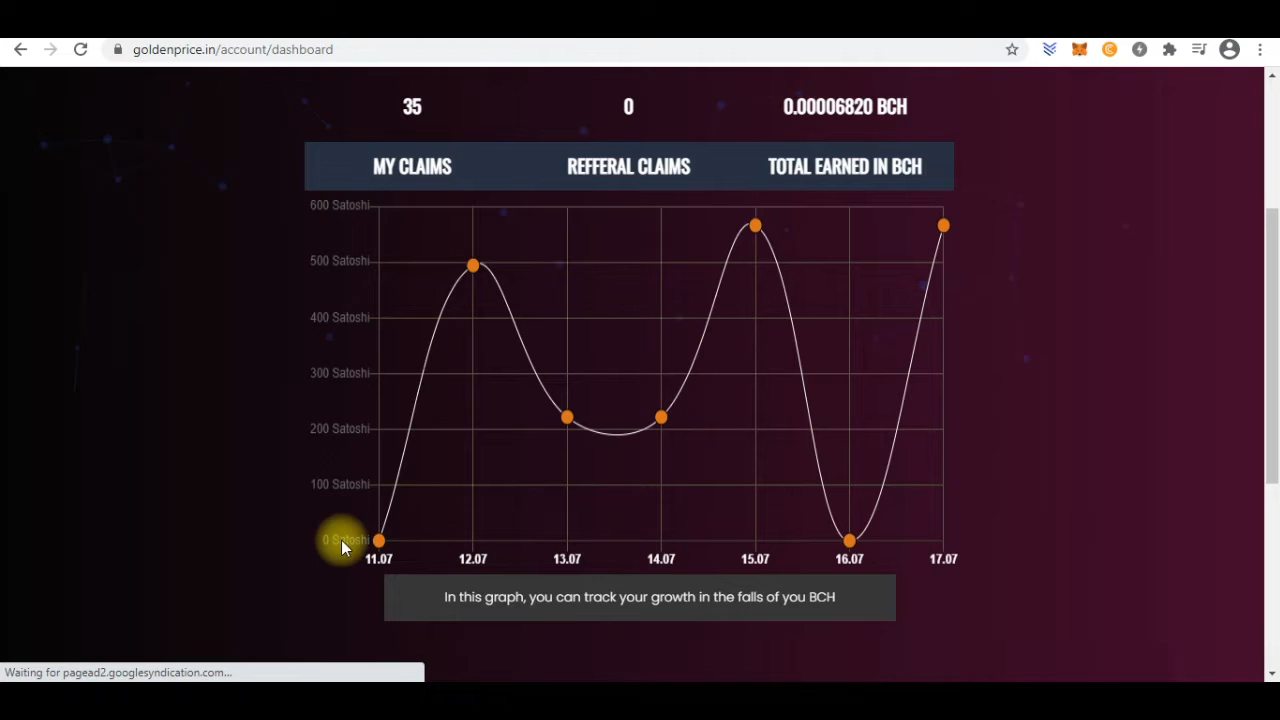 goldenprice.in/account/dashboard
35 0 0.00006820 BCH
MY CLAIMS REFFERAL CLAIMS TOTAL EARNED IN BCH
600 Satoshi
500 Satoshi
400 Satoshi
300 Satoshi
200 Satoshi
100 Satoshi
0 Satoshi
11.07 12.07 13.07 14.07 15.07 16.07 17.07
In this graph, you can track your growth in the falls of you BCH
Waiting for pagead2.googlesyndication.com...